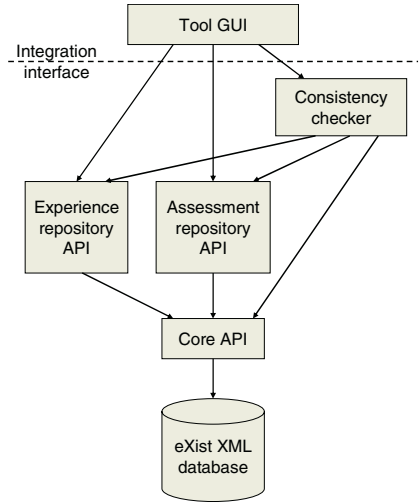 Tool GUI
Integration
interface
Consistency
checker
Experience
repository
API
Assessment
repository
API
Core API
eXist XML
database